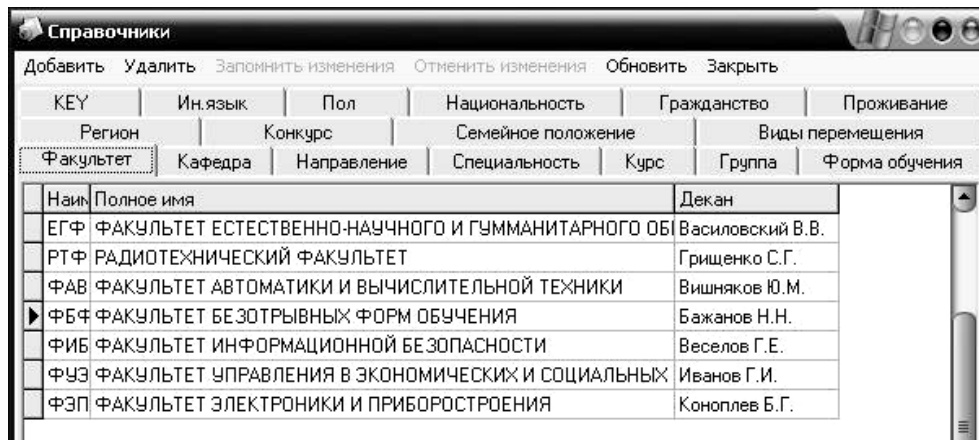 Справочники
Добавить Удалить Запомнить изменения Отменить изменения Обновить Закрыть
KEY Ин.язык Пол Национальность Гражданство Проживание
Регион Конкурс Семейное положение Виды перемещения
Факультет Кафедра Направление Специальность Курс Группа Форма обучения
Наим Полное имя Декан
ЕГФ ФАКУЛЬТЕТ ЕСТЕСТВЕННО-НАУЧНОГО И ГУММАНИТАРНОГО ОБ Василовский В.В.
РТФ РАДИОТЕХНИЧЕСКИЙ ФАКУЛЬТЕТ Грищенко С.Г.
ФАВ ФАКУЛЬТЕТ АВТОМАТИКИ И ВЫЧИСЛИТЕЛЬНОЙ ТЕХНИКИ Вишняков Ю.М.
ФБФ ФАКУЛЬТЕТ БЕЗОТРЫВНЫХ ФОРМ ОБУЧЕНИЯ Бажанов Н.Н.
ФИБ ФАКУЛЬТЕТ ИНФОРМАЦИОННОЙ БЕЗОПАСНОСТИ Веселов Г.Е.
ФУЭ ФАКУЛЬТЕТ УПРАВЛЕНИЯ В ЭКОНОМИЧЕСКИХ И СОЦИАЛЬНЫХ Иванов Г.И.
ФЭП ФАКУЛЬТЕТ ЭЛЕКТРОНИКИ И ПРИБОРОСТРОЕНИЯ Коноплев Б.Г.